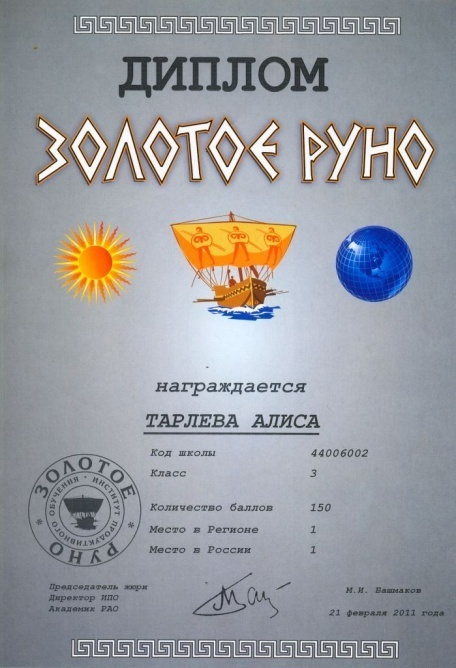 ДИПЛОМ
ЗОЛОТОЕ РУНО
награждается
ТАРЛЕВА АЛИСА
Код школы 44006002
Класс 3
Количество баллов 150
Место в Регионе 1
Место в России 1
ЗОЛОТОЕ РУНО
ИНСТИТУТ ПРОДУКТИВНОГО ОБУЧЕНИЯ
Председатель жюри
Директор ИПО М.И. Башмаков
Академик РАО
21 февраля 2011 года